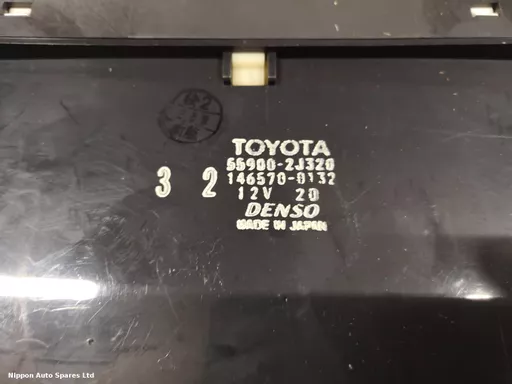 TOYOTA
55900-2J320
3 2
146570-0132
12V 20
DENSO
MADE IN JAPAN
Nippon Auto Spares Ltd